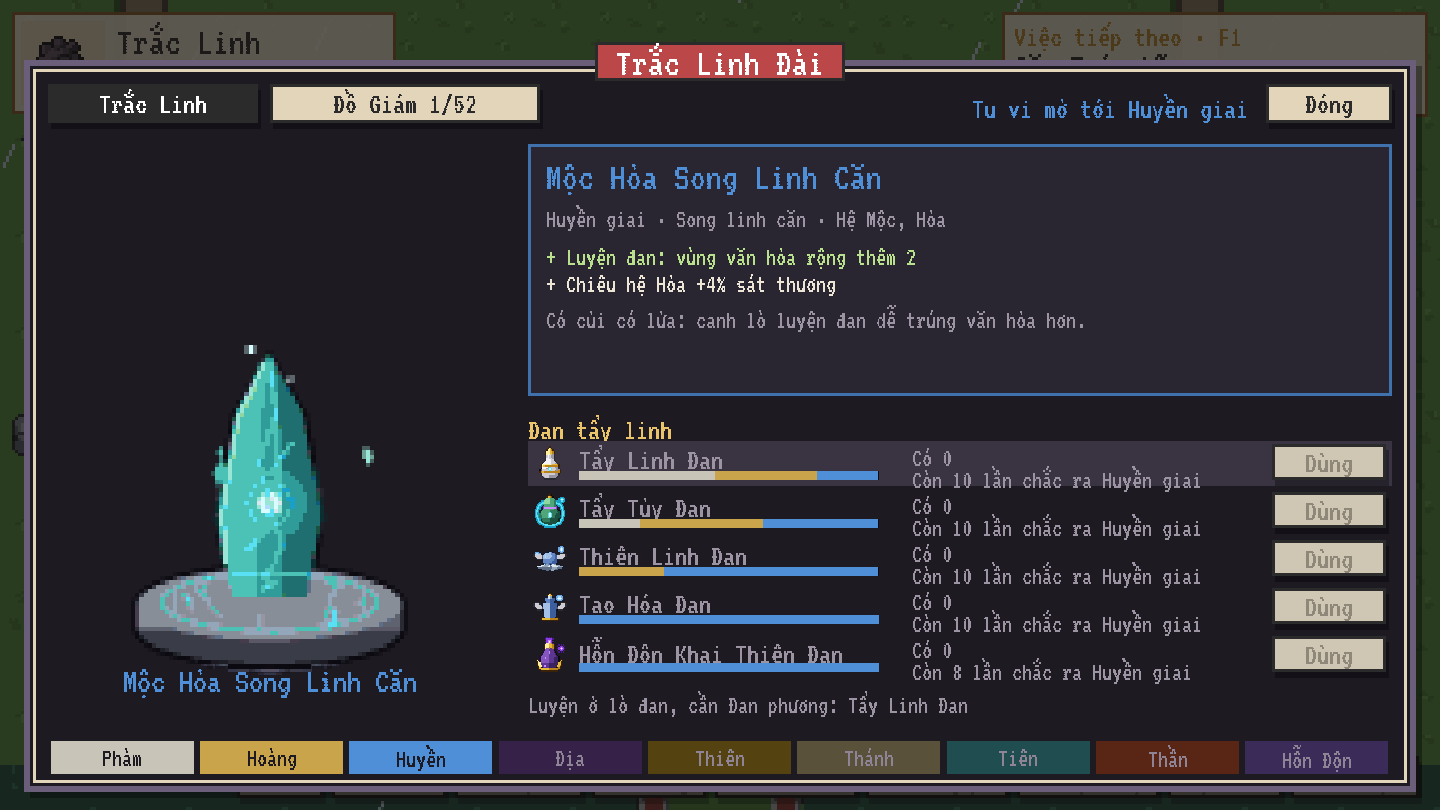 Trắc Linh
Việc tiếp theo · F1
Trắc Linh Đài
Trắc Linh
Đồ Giám 1/52
Tu vi mở tới Huyền giai
Đóng
Mộc Hỏa Song Linh Căn
Huyền giai · Song linh căn · Hệ Mộc, Hỏa
+ Luyện đan: vùng văn hỏa rộng thêm 2
+ Chiêu hệ Hỏa +4% sát thương
Có củi có lửa: canh lò luyện đan dễ trúng văn hỏa hơn.
Đan tẩy linh
Tẩy Linh Đan
Có 0
Còn 10 lần chắc ra Huyền giai
Dùng
Tẩy Tủy Đan
Có 0
Còn 10 lần chắc ra Huyền giai
Dùng
Thiên Linh Đan
Có 0
Còn 10 lần chắc ra Huyền giai
Dùng
Tạo Hóa Đan
Có 0
Còn 10 lần chắc ra Huyền giai
Dùng
Hỗn Độn Khai Thiên Đan
Có 0
Còn 8 lần chắc ra Huyền giai
Dùng
Mộc Hỏa Song Linh Căn
Luyện ở lò đan, cần Đan phương: Tẩy Linh Đan
Phàm
Hoàng
Huyền
Địa
Thiên
Thánh
Tiên
Thần
Hỗn Độn